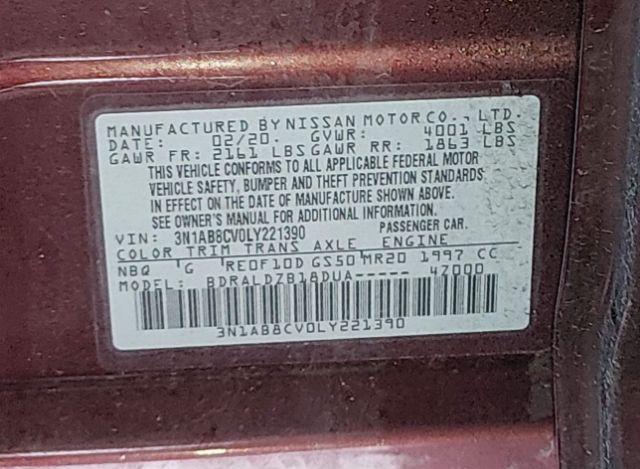 MANUFACTURED BY NISSAN MOTOR CO., LTD.
DATE: 02/20. GVWR: 4001 LBS
GAWR FR: 2161 LBS GAWR RR: 1863 LBS
THIS VEHICLE CONFORMS TO ALL APPLICABLE FEDERAL MOTOR
VEHICLE SAFETY, BUMPER AND THEFT PREVENTION STANDARDS
IN EFFECT ON THE DATE OF MANUFACTURE SHOWN ABOVE.
SEE OWNER'S MANUAL FOR ADDITIONAL INFORMATION.
VIN: 3N1AB8CV0LY221390 PASSENGER CAR.
COLOR TRIM TRANS AXLE ENGINE
NBQ G RE0F10D GS50 MR20 1997 CC
MODEL: BDRALDZB18DUA----- 4Z000
3N1AB8CV0LY221390